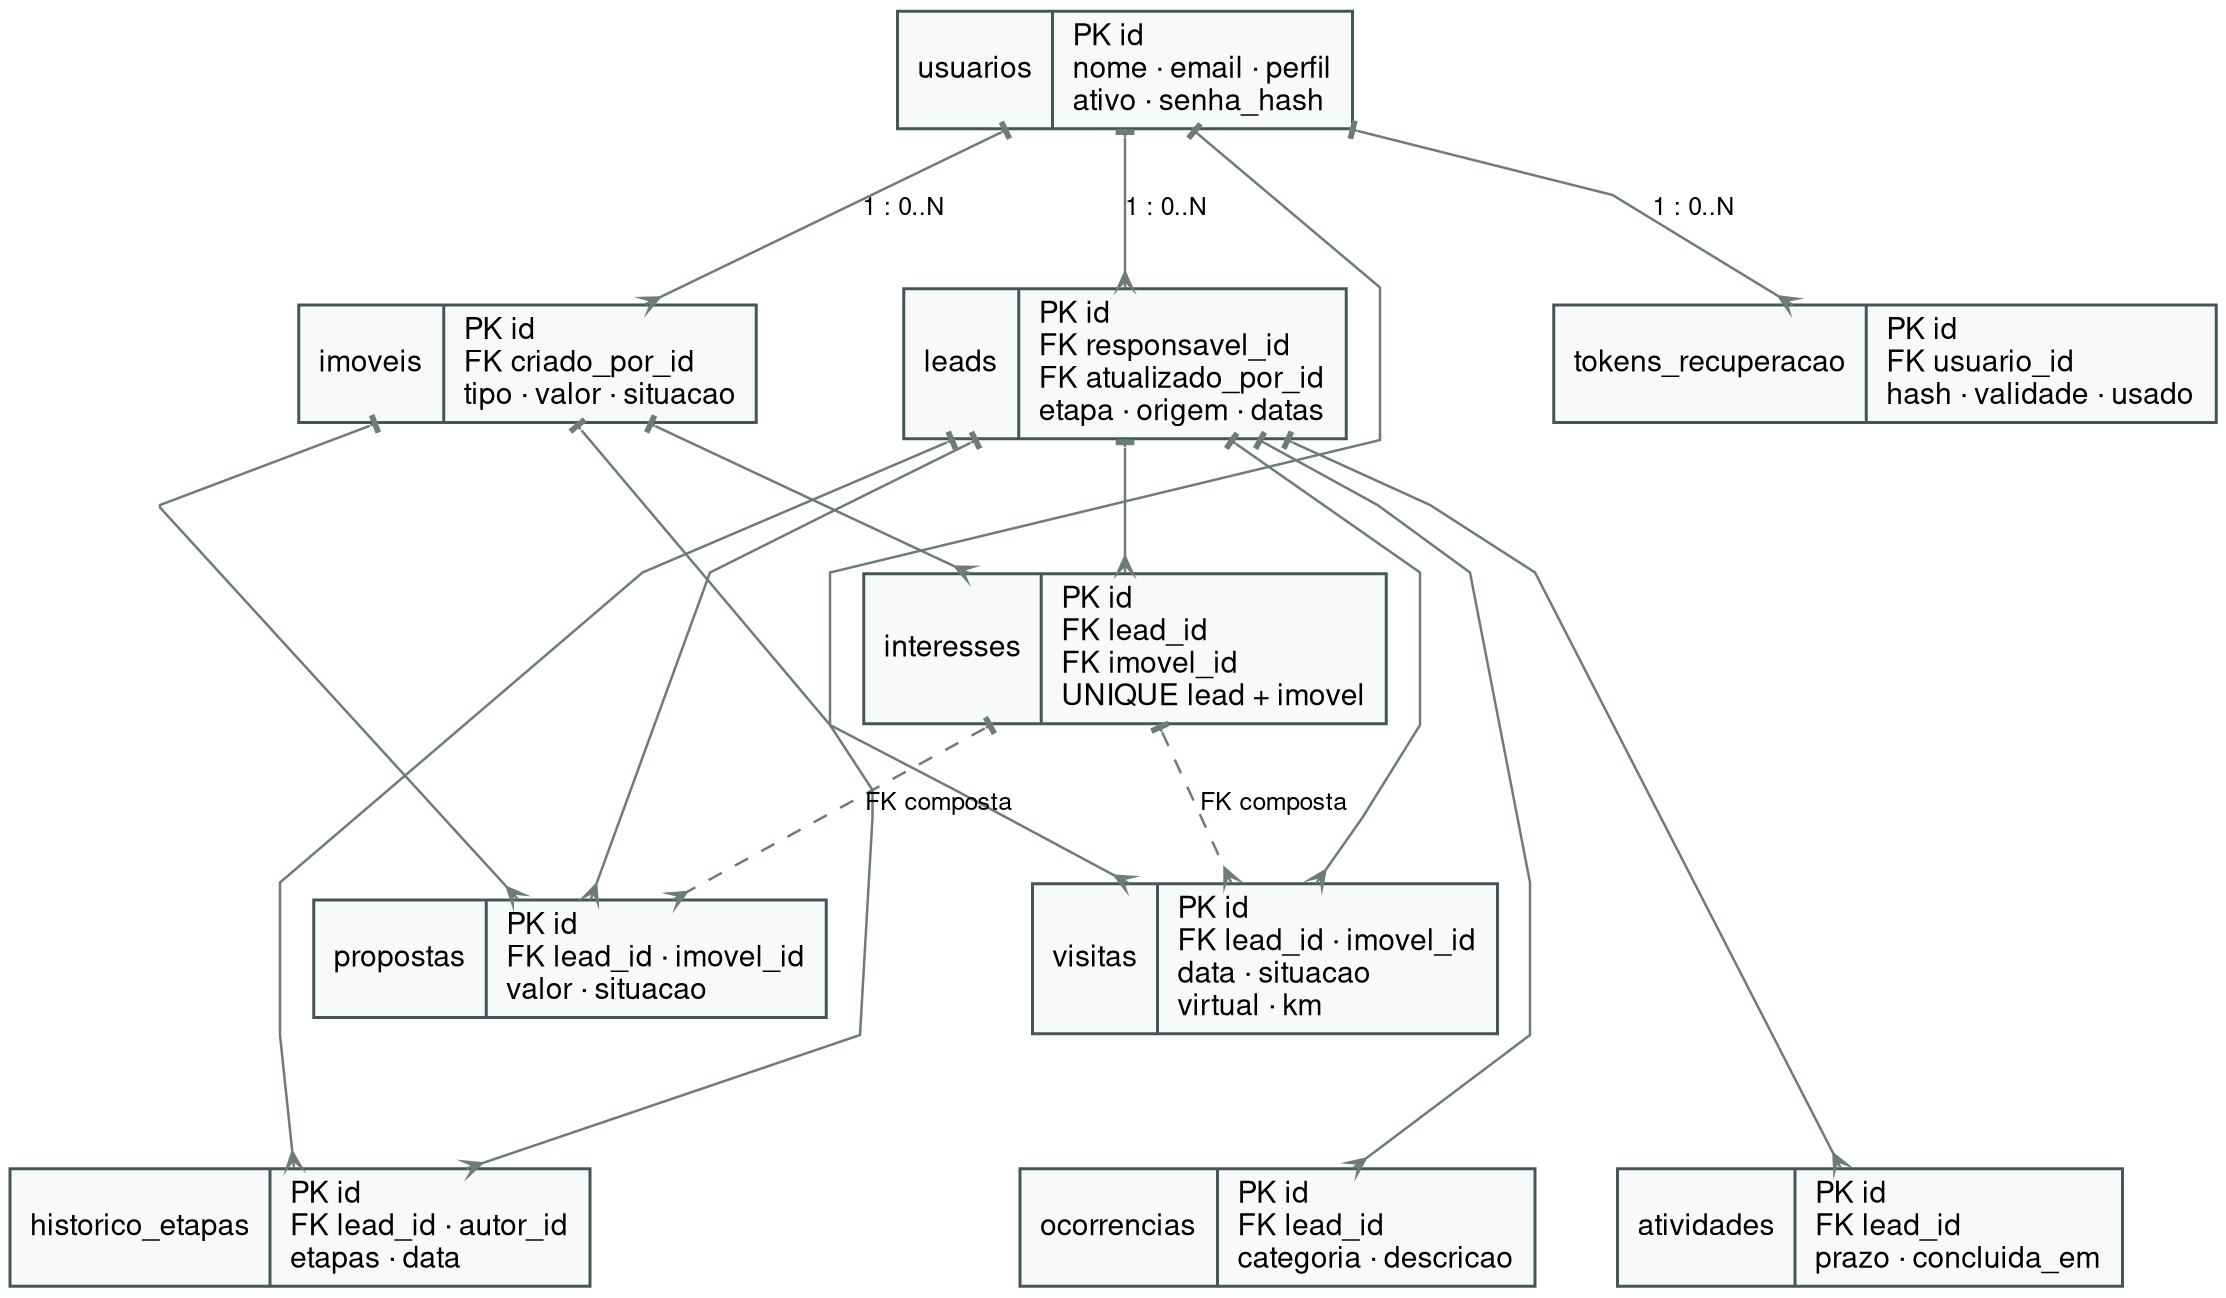 usuarios
PK id
nome · email · perfil
ativo · senha_hash
1 : 0..N
1 : 0..N
1 : 0..N
imoveis
PK id
FK criado_por_id
tipo · valor · situacao
leads
PK id
FK responsavel_id
FK atualizado_por_id
etapa · origem · datas
tokens_recuperacao
PK id
FK usuario_id
hash · validade · usado
interesses
PK id
FK lead_id
FK imovel_id
UNIQUE lead + imovel
FK composta
FK composta
propostas
PK id
FK lead_id · imovel_id
valor · situacao
visitas
PK id
FK lead_id · imovel_id
data · situacao
virtual · km
historico_etapas
PK id
FK lead_id · autor_id
etapas · data
ocorrencias
PK id
FK lead_id
categoria · descricao
atividades
PK id
FK lead_id
prazo · concluida_em